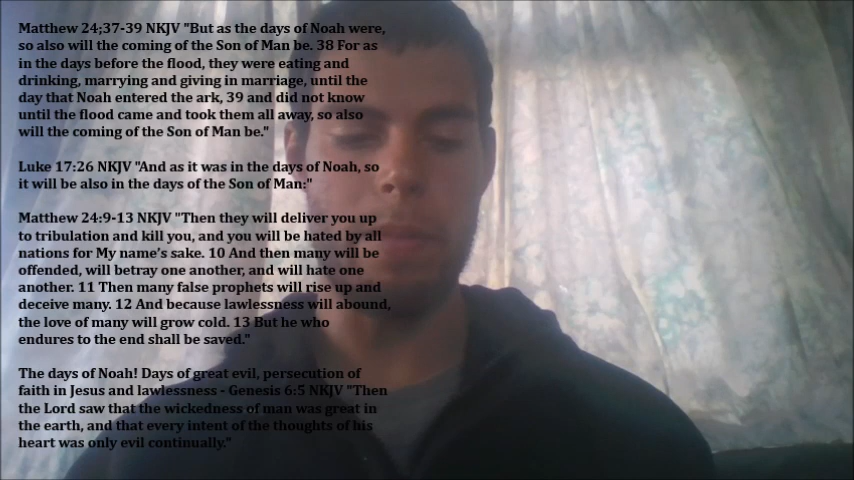 Matthew 24;37-39 NKJV "But as the days of Noah were,
so also will the coming of the Son of Man be. 38 For as
in the days before the flood, they were eating and
drinking, marrying and giving in marriage, until the
day that Noah entered the ark, 39 and did not know
until the flood came and took them all away, so also
will the coming of the Son of Man be."
Luke 17:26 NKJV "And as it was in the days of Noah, so
it will be also in the days of the Son of Man:"
Matthew 24:9-13 NKJV "Then they will deliver you up
to tribulation and kill you, and you will be hated by all
nations for My name's sake. 10 And then many will be
offended, will betray one another, and will hate one
another. 11 Then many false prophets will rise up and
deceive many. 12 And because lawlessness will abound,
the love of many will grow cold. 13 But he who
endures to the end shall be saved."
The days of Noah! Days of great evil, persecution of
faith in Jesus and lawlessness - Genesis 6:5 NKJV "Then
the Lord saw that the wickedness of man was great in
the earth, and that every intent of the thoughts of his
heart was only evil continually."